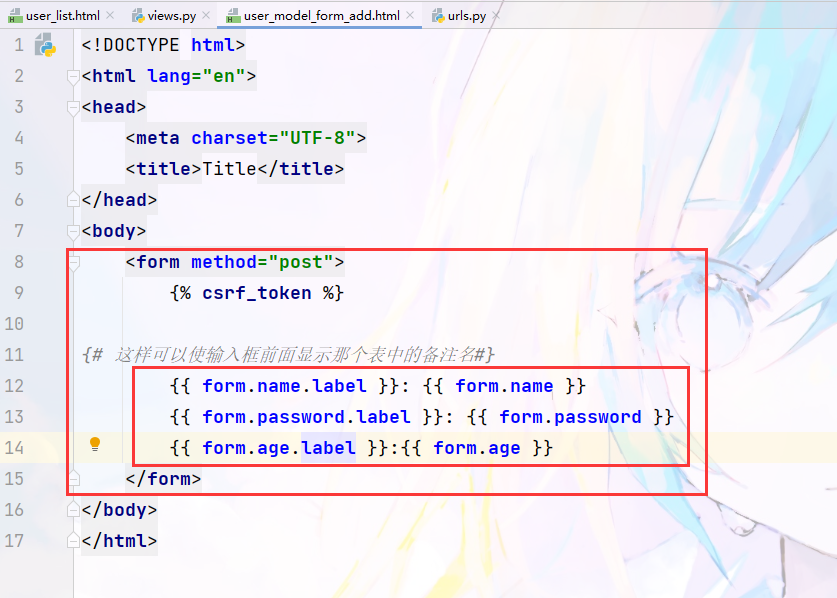 user_list.html views.py user_model_form_add.html urls.py
1 <!DOCTYPE html>
2 <html lang="en">
3 <head>
4 <meta charset="UTF-8">
5 <title>Title</title>
6 </head>
7 <body>
8 <form method="post">
9 {% csrf_token %}
10
11 {# 这样可以使输入框前面显示那个表中的备注名#}
12 {{ form.name.label }}: {{ form.name }}
13 {{ form.password.label }}: {{ form.password }}
14 {{ form.age.label }}:{{ form.age }}
15 </form>
16 </body>
17 </html>